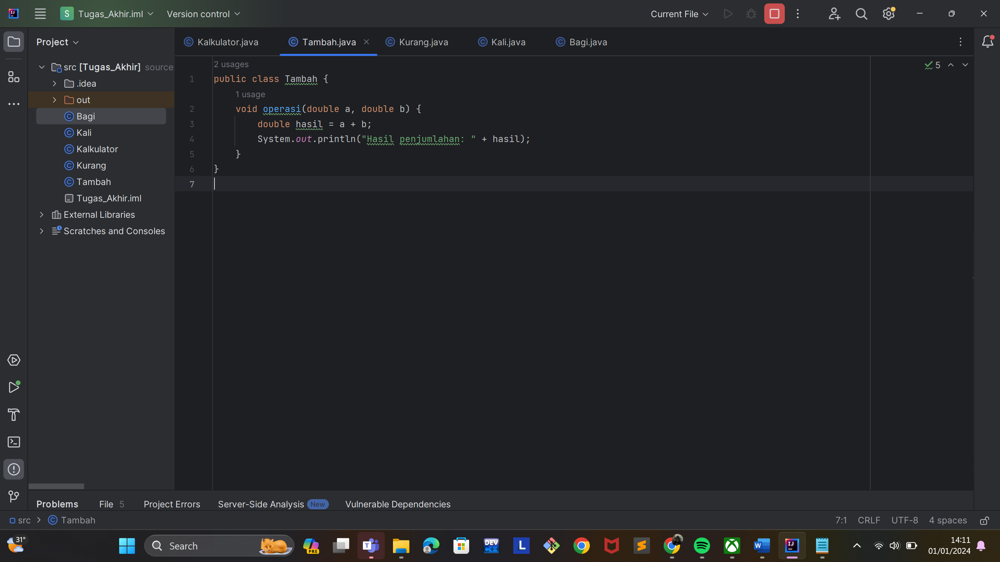 S Tugas_Akhir.iml Version control Current File
Project
Kalkulator.java Tambah.java Kurang.java Kali.java Bagi.java
src [Tugas_Akhir] source
.idea
out
Bagi
Kali
Kalkulator
Kurang
Tambah
Tugas_Akhir.iml
External Libraries
Scratches and Consoles
2 usages
5
1 public class Tambah {
1 usage
2 void operasi(double a, double b) {
3 double hasil = a + b;
4 System.out.println("Hasil penjumlahan: " + hasil);
5 }
6 }
7
Problems File 5 Project Errors Server-Side Analysis New Vulnerable Dependencies
src Tambah 7:1 CRLF UTF-8 4 spaces
31° Search PRE T DEV C++ L W IJ 14:11
01/01/2024